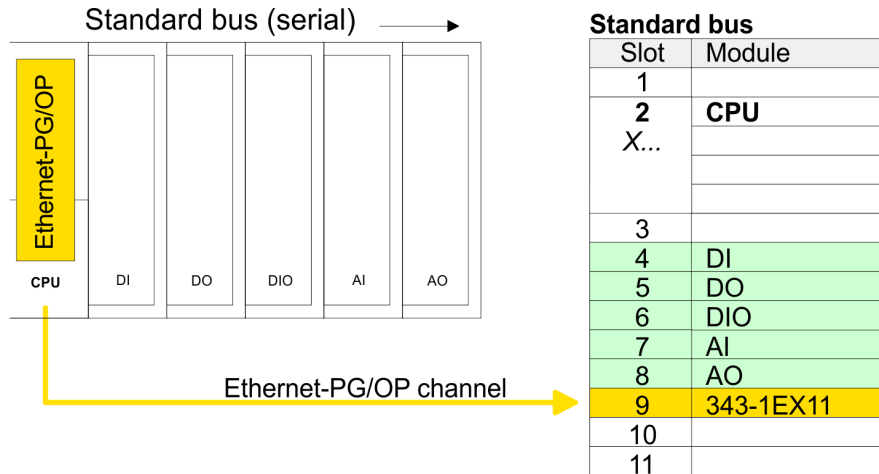 Standard bus (serial)
Ethernet-PG/OP
CPU
DI
DO
DIO
AI
AO
Ethernet-PG/OP channel
Standard bus
Slot Module
1
2 CPU
X...
3
4 DI
5 DO
6 DIO
7 AI
8 AO
9 343-1EX11
10
11